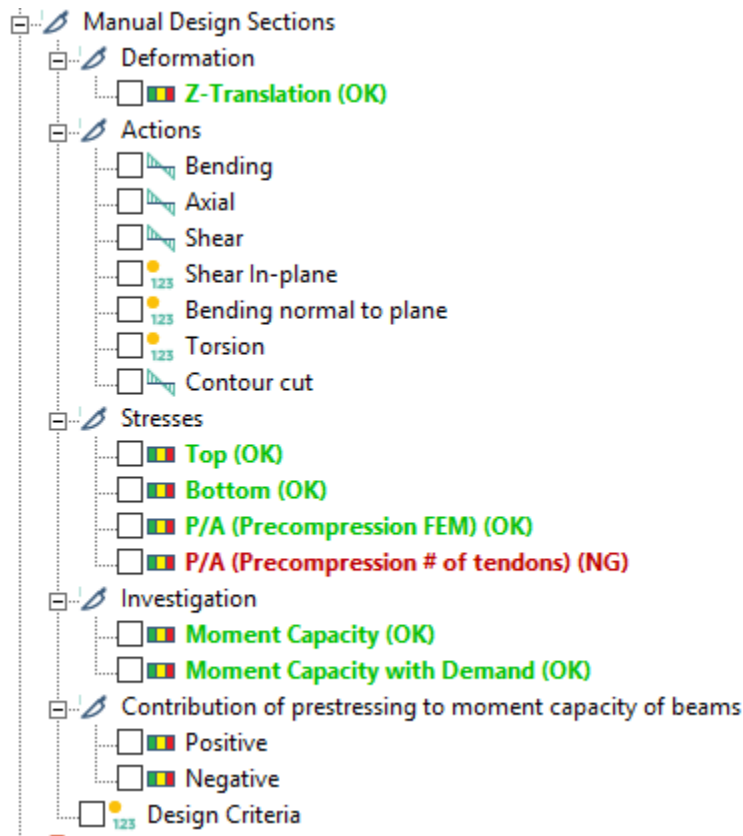 Manual Design Sections
Deformation
Z-Translation (OK)
Actions
Bending
Axial
Shear
123 Shear In-plane
123 Bending normal to plane
123 Torsion
Contour cut
Stresses
Top (OK)
Bottom (OK)
P/A (Precompression FEM) (OK)
P/A (Precompression # of tendons) (NG)
Investigation
Moment Capacity (OK)
Moment Capacity with Demand (OK)
Contribution of prestressing to moment capacity of beams
Positive
Negative
123 Design Criteria